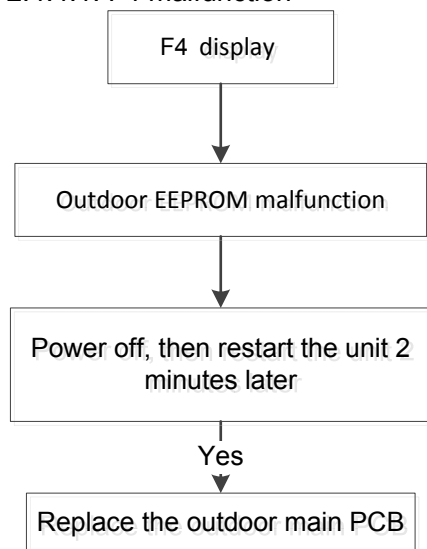 F4 display
Outdoor EEPROM malfunction
Power off, then restart the unit 2
minutes later
Yes
Replace the outdoor main PCB